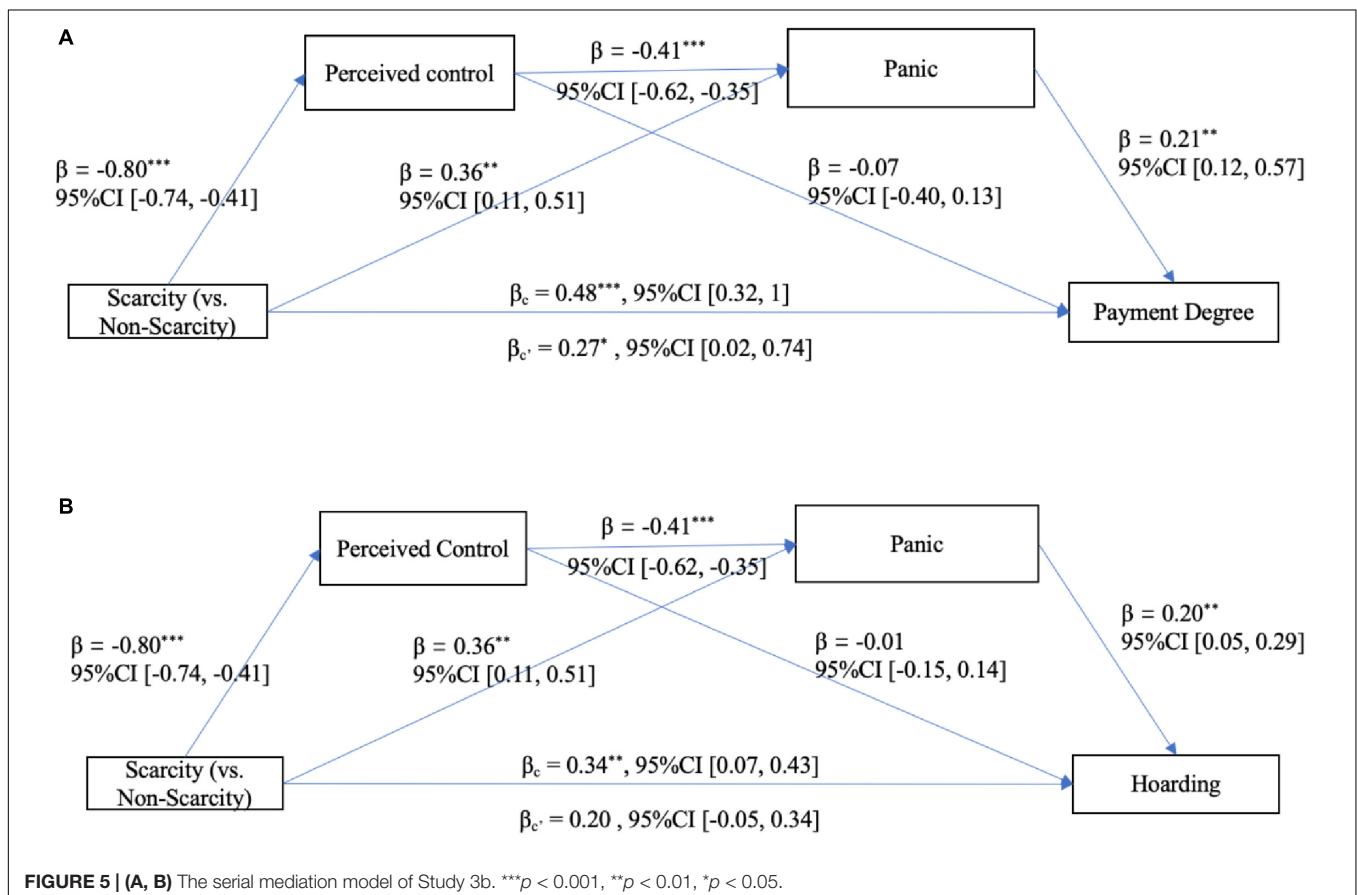 A
Perceived control
β = -0.41***
95%CI [-0.62, -0.35]
Panic
β = -0.80***
95%CI [-0.74, -0.41]
β = 0.36**
95%CI [0.11, 0.51]
β = -0.07
95%CI [-0.40, 0.13]
β = 0.21**
95%CI [0.12, 0.57]
Scarcity (vs.
Non-Scarcity)
βc = 0.48***, 95%CI [0.32, 1]
βc' = 0.27* , 95%CI [0.02, 0.74]
Payment Degree
B
Perceived Control
β = -0.41***
95%CI [-0.62, -0.35]
Panic
β = -0.80***
95%CI [-0.74, -0.41]
β = 0.36**
95%CI [0.11, 0.51]
β = -0.01
95%CI [-0.15, 0.14]
β = 0.20**
95%CI [0.05, 0.29]
Scarcity (vs.
Non-Scarcity)
βc = 0.34**, 95%CI [0.07, 0.43]
βc' = 0.20 , 95%CI [-0.05, 0.34]
Hoarding
FIGURE 5 | (A, B) The serial mediation model of Study 3b. ***p < 0.001, **p < 0.01, *p < 0.05.